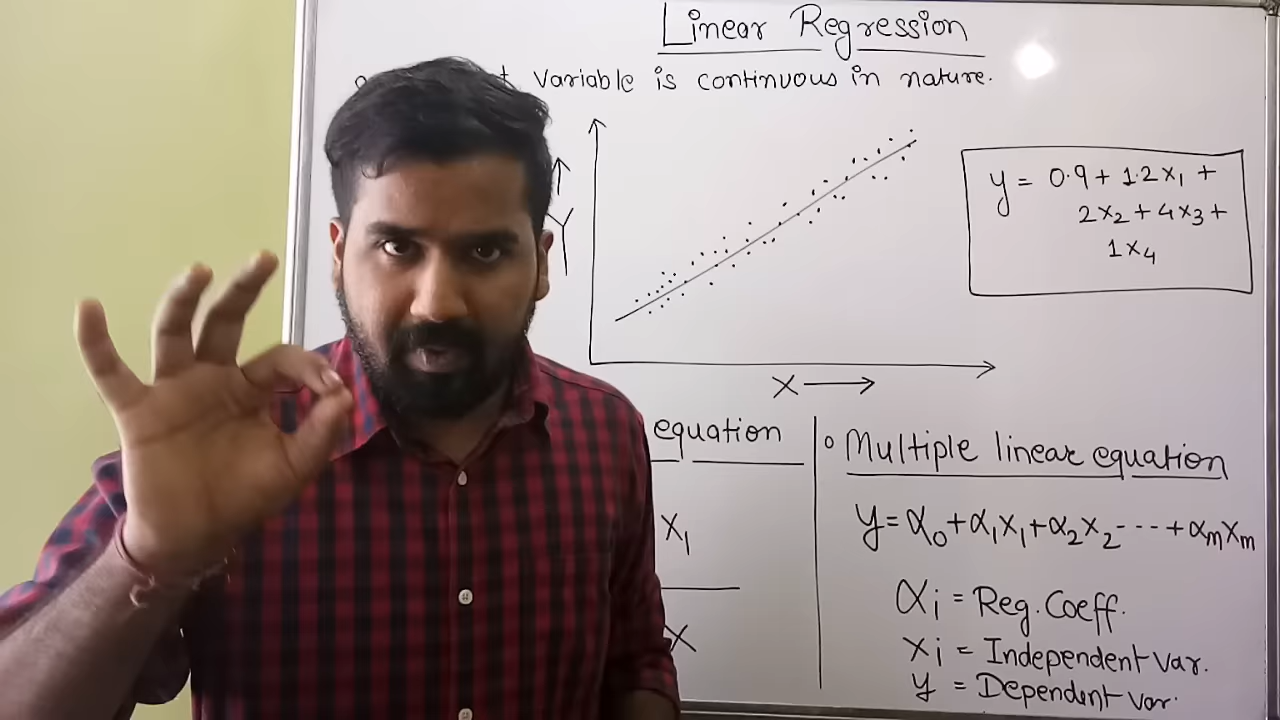 Linear Regression
variable is continuous in nature.
Y
y = 0.9 + 1.2x₁ +
2x₂ + 4x₃ +
1x₄
X
equation
X₁
X
Multiple linear equation
y = α₀ + α₁x₁ + α₂x₂ ---- + αₘxₘ
αi = Reg. Coeff.
xi = Independent var.
y = Dependent var.